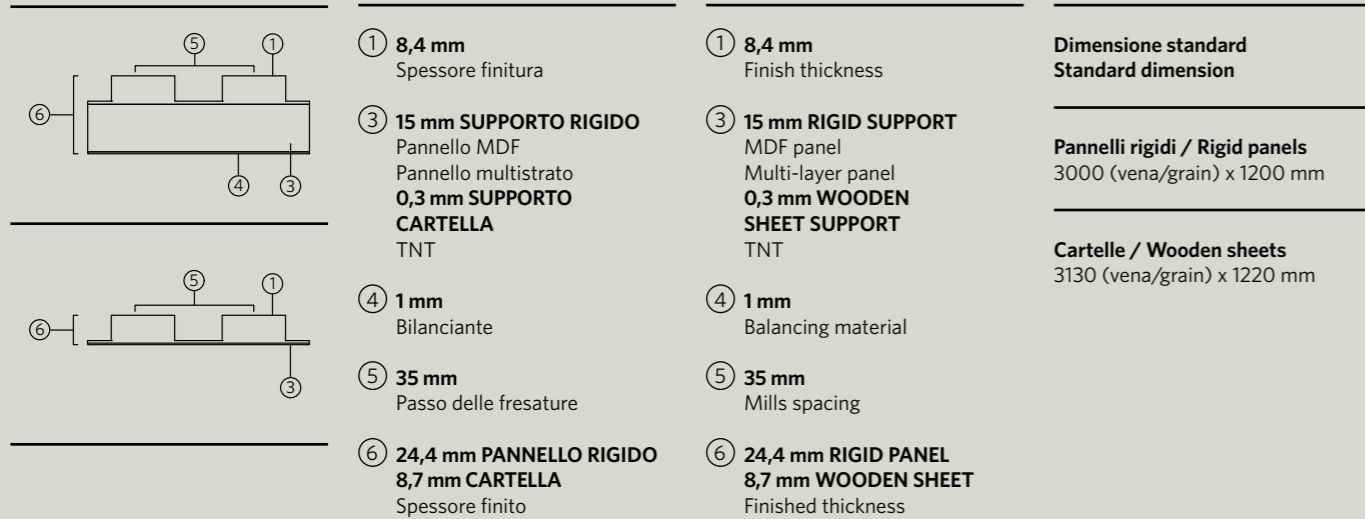 5
1
6
4
3
5
1
6
3
1 8,4 mm
Spessore finitura
3 15 mm SUPPORTO RIGIDO
Pannello MDF
Pannello multistrato
0,3 mm SUPPORTO
CARTELLA
TNT
4 1 mm
Bilanciante
5 35 mm
Passo delle fresature
6 24,4 mm PANNELLO RIGIDO
8,7 mm CARTELLA
Spessore finito
1 8,4 mm
Finish thickness
3 15 mm RIGID SUPPORT
MDF panel
Multi-layer panel
0,3 mm WOODEN
SHEET SUPPORT
TNT
4 1 mm
Balancing material
5 35 mm
Mills spacing
6 24,4 mm RIGID PANEL
8,7 mm WOODEN SHEET
Finished thickness
Dimensione standard
Standard dimension
Pannelli rigidi / Rigid panels
3000 (vena/grain) x 1200 mm
Cartelle / Wooden sheets
3130 (vena/grain) x 1220 mm